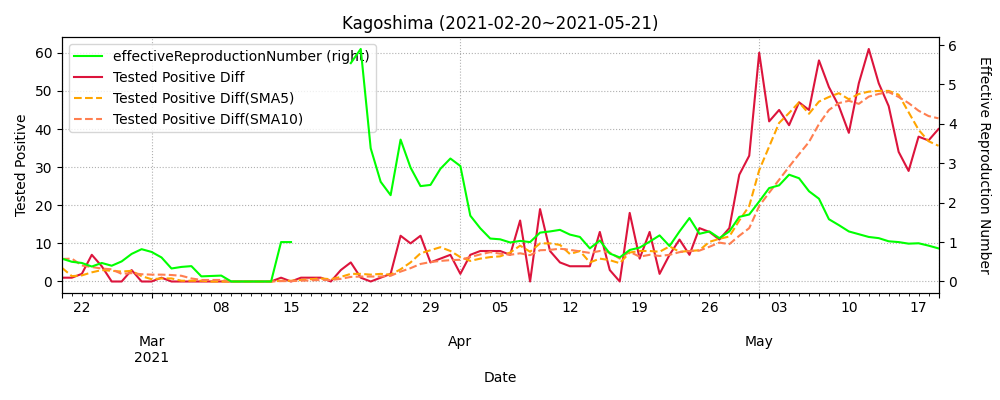 Kagoshima (2021-02-20~2021-05-21)
effectiveReproductionNumber (right)
Tested Positive Diff
Tested Positive Diff(SMA5)
Tested Positive Diff(SMA10)
Tested Positive
60
50
40
30
20
10
0
6
5
4
3
2
1
0
Effective Reproduction Number
22 08 15 22 29 05 12 19 26 03 10 17
Mar Apr May
2021
Date